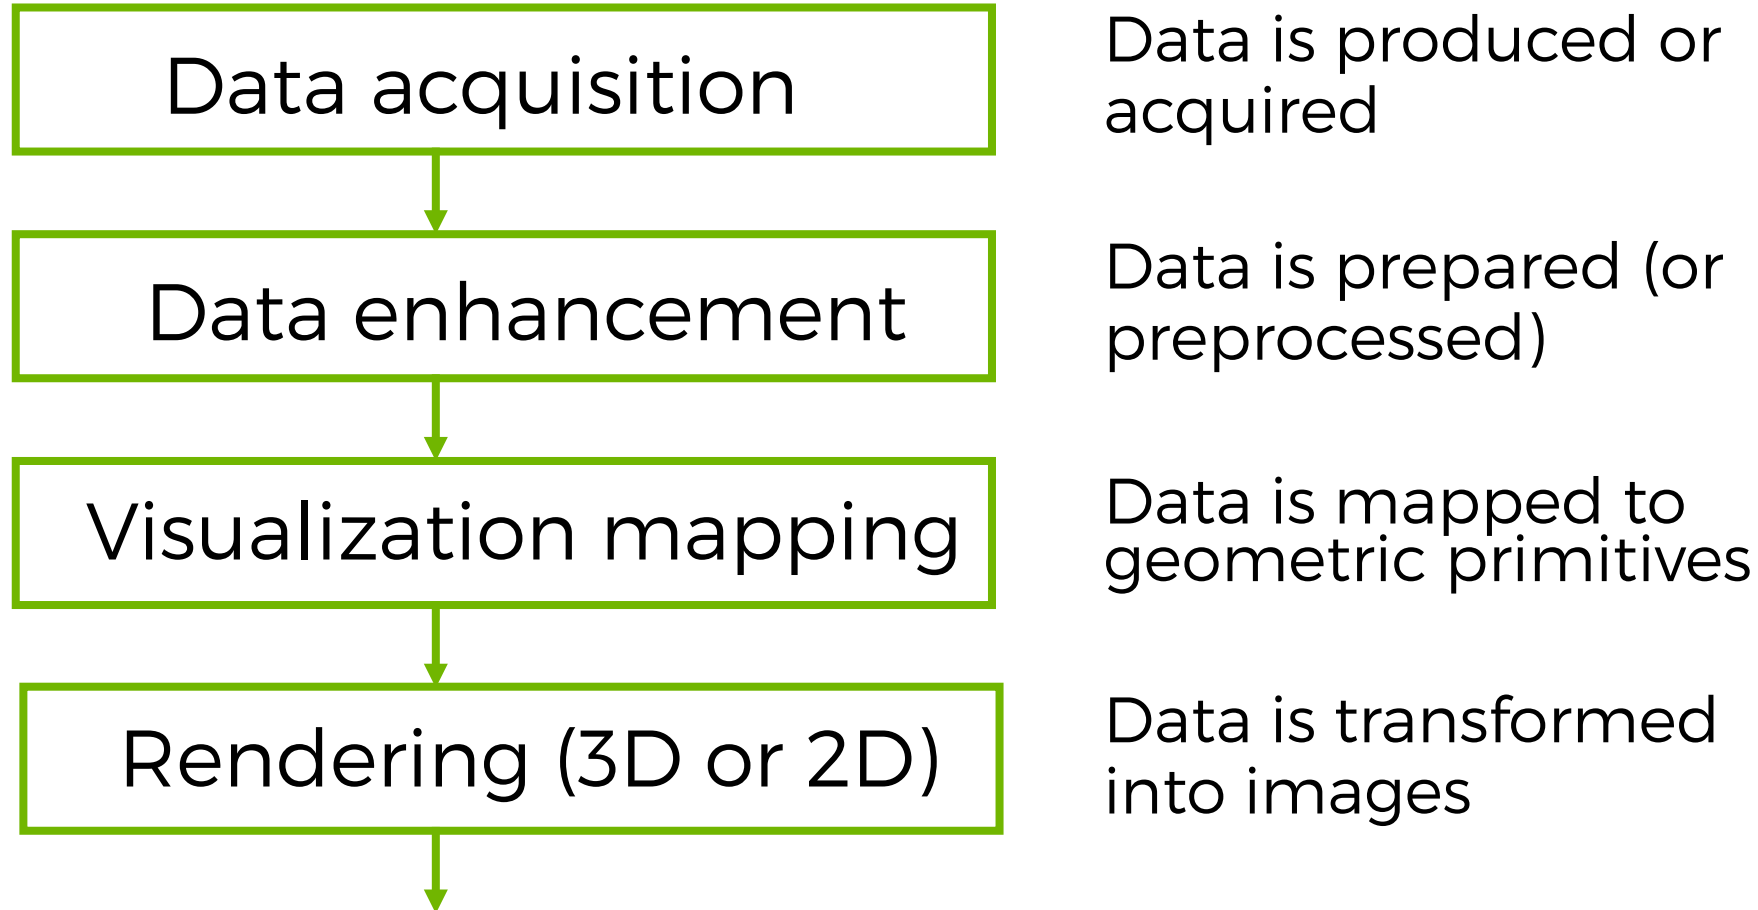 Data acquisition
Data is produced or
acquired
Data enhancement
Data is prepared (or
preprocessed)
Visualization mapping
Data is mapped to
geometric primitives
Rendering (3D or 2D)
Data is transformed
into images